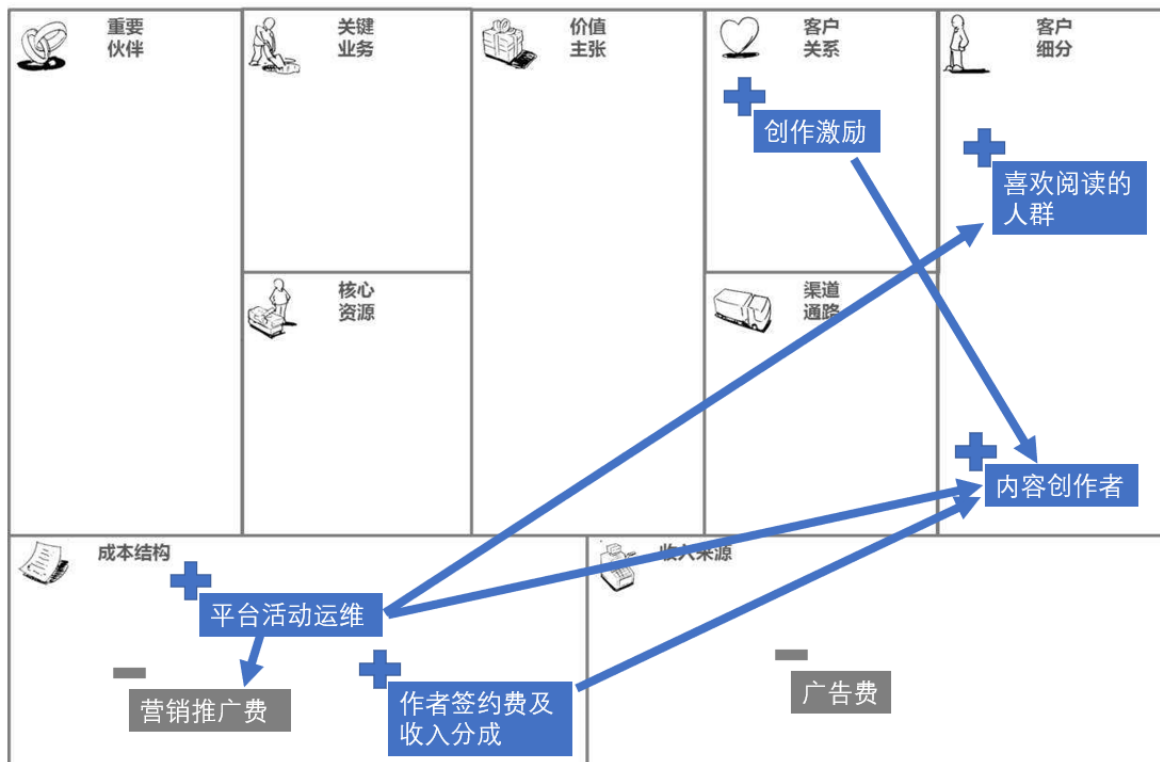 重要
伙伴
关键
业务
价值
主张
客户
关系
客户
细分
创作激励
喜欢阅读的
人群
核心
资源
渠道
通路
内容创作者
成本结构
收入来源
平台活动运维
营销推广费
作者签约费及
收入分成
广告费